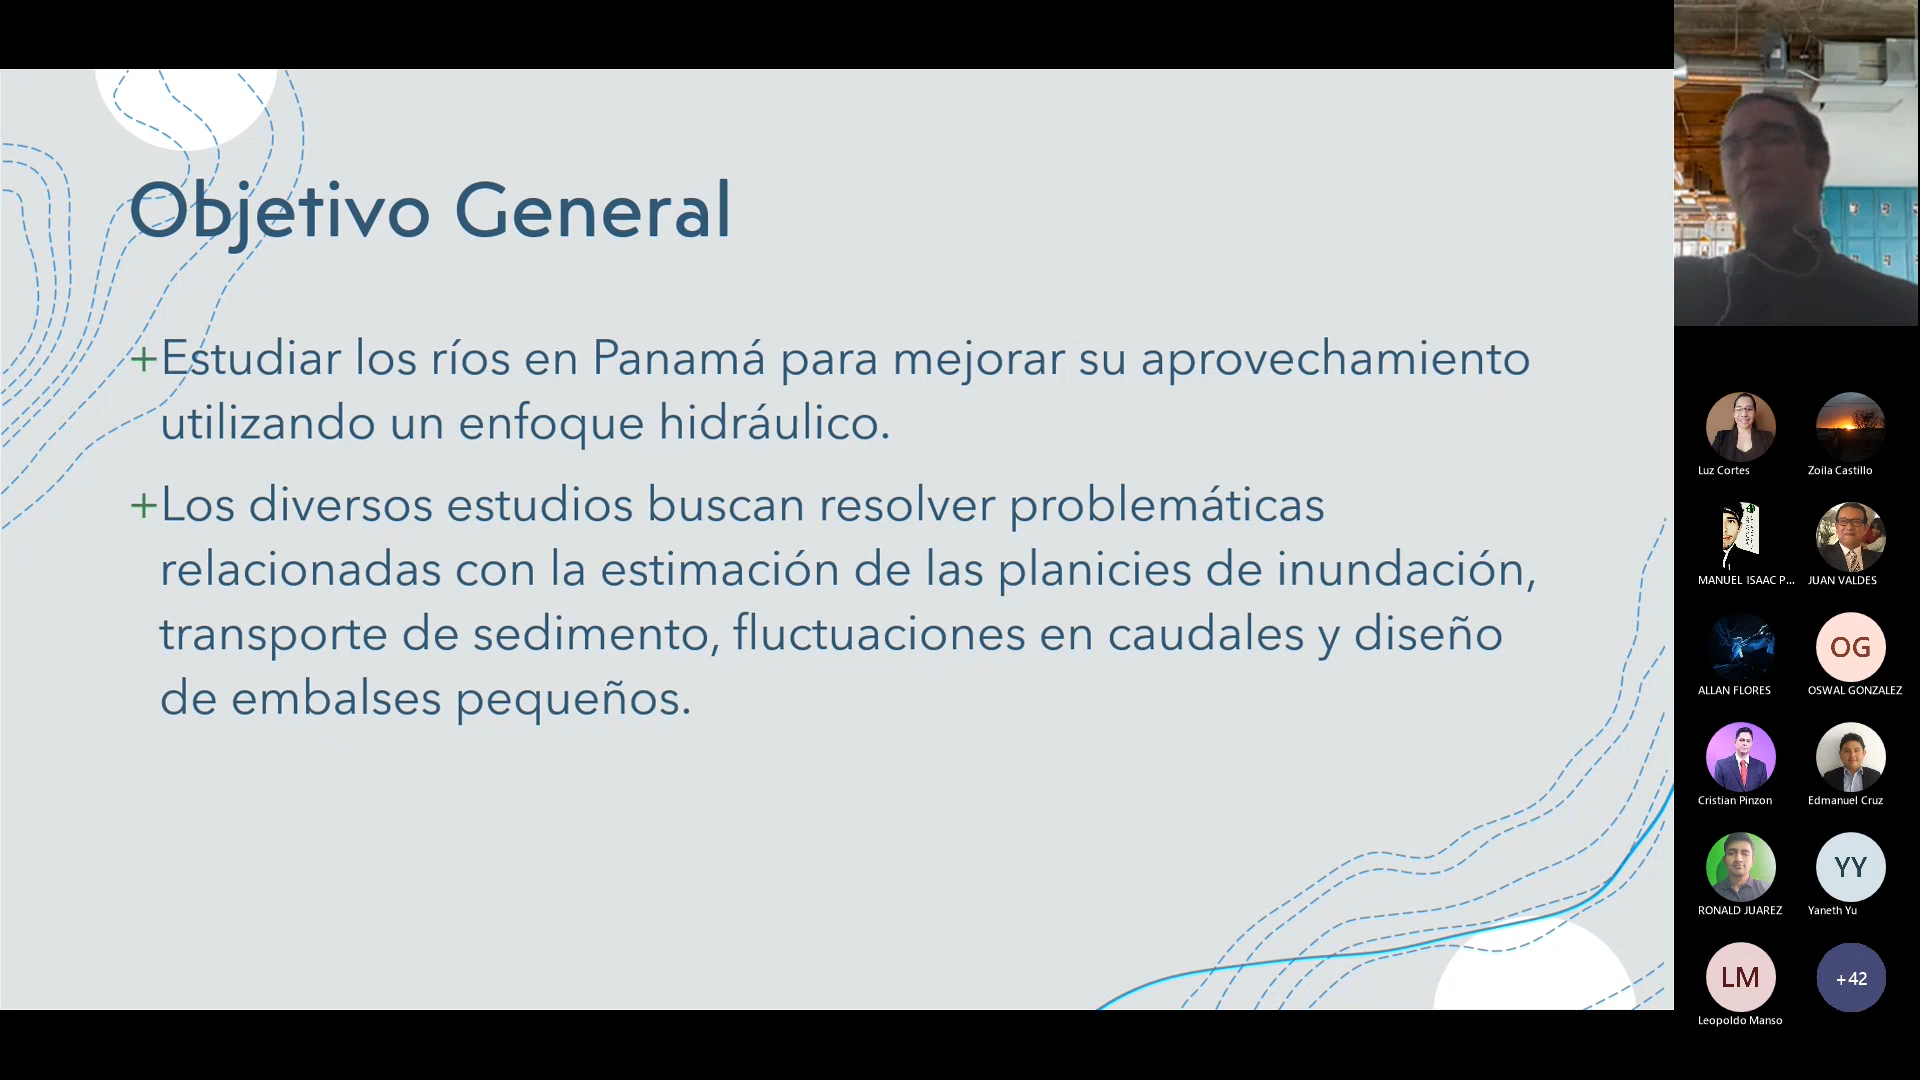 Objetivo General
+Estudiar los ríos en Panamá para mejorar su aprovechamiento
utilizando un enfoque hidráulico.
+Los diversos estudios buscan resolver problemáticas
relacionadas con la estimación de las planicies de inundación,
transporte de sedimento, fluctuaciones en caudales y diseño
de embalses pequeños.
Luz Cortes
Zoila Castillo
MANUEL ISAAC P...
JUAN VALDES
ALLAN FLORES
OG
OSWAL GONZALEZ
Cristian Pinzon
Edmanuel Cruz
RONALD JUAREZ
YY
Yaneth Yu
LM
Leopoldo Manso
+42